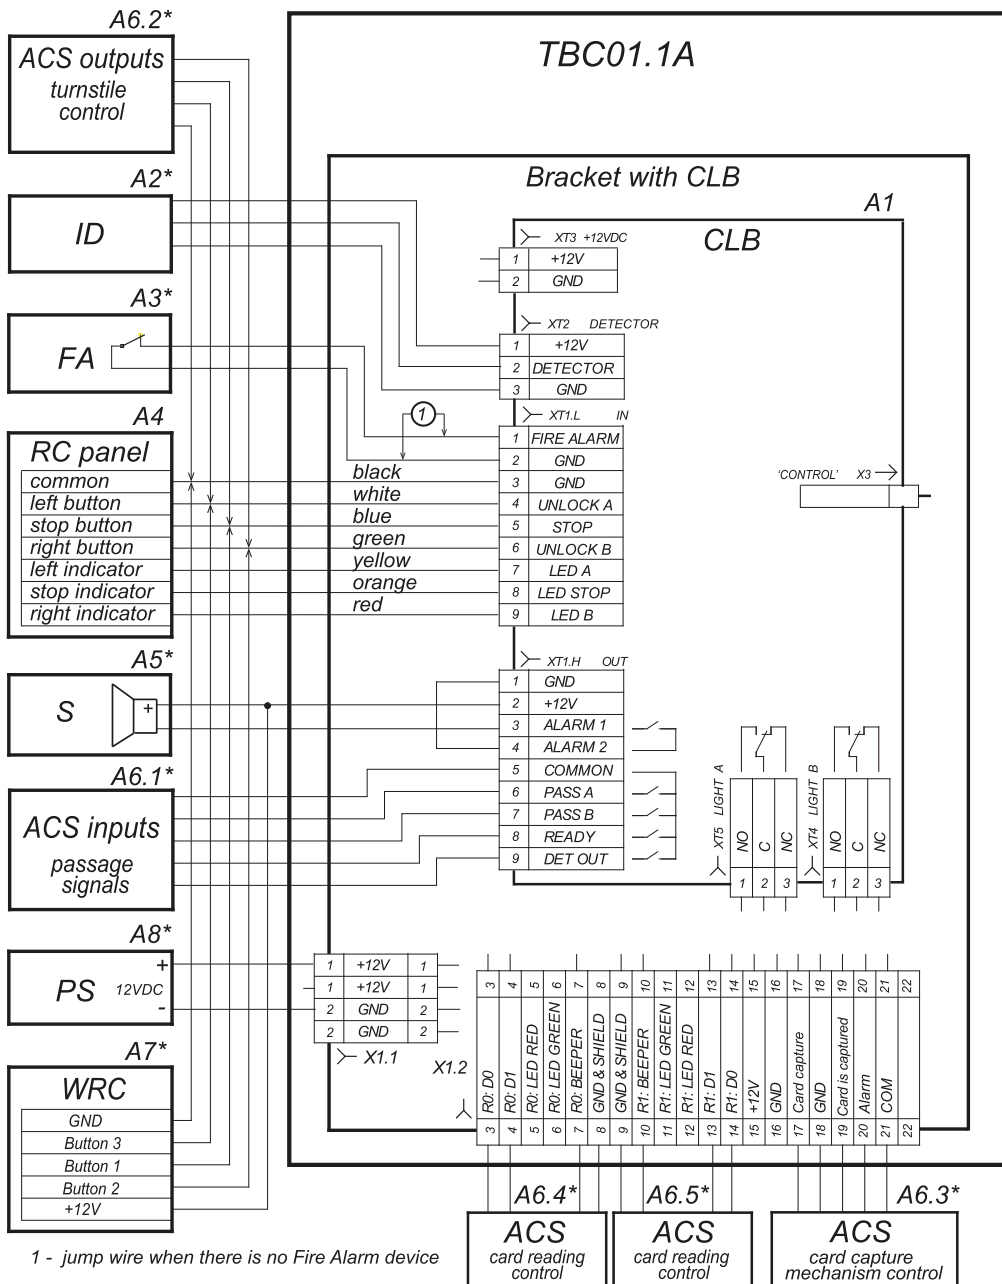 A6.2*
ACS outputs
turnstile
control
TBC01.1A
Bracket with CLB
A2*
ID
A1
CLB
XT3 +12VDC
1 +12V
2 GND
A3*
FA
XT2 DETECTOR
1 +12V
2 DETECTOR
3 GND
A4
RC panel
common
left button
stop button
right button
left indicator
stop indicator
right indicator
1
black
white
blue
green
yellow
orange
red
XT1.L IN
1 FIRE ALARM
2 GND
3 GND
4 UNLOCK A
5 STOP
6 UNLOCK B
7 LED A
8 LED STOP
9 LED B
'CONTROL' X3
A5*
S
+
XT1.H OUT
1 GND
2 +12V
3 ALARM 1
4 ALARM 2
5 COMMON
6 PASS A
7 PASS B
8 READY
9 DET OUT
A6.1*
ACS inputs
passage
signals
XT5 LIGHT A
NO C NC
1 2 3
XT4 LIGHT B
NO C NC
1 2 3
A8*
PS 12VDC
+
-
1 +12V 1
1 +12V 1
2 GND 2
2 GND 2
X1.1
X1.2
3 R0: D0 3
4 R0: D1 4
5 R0: LED RED 5
6 R0: LED GREEN 6
7 R0: BEEPER 7
8 GND & SHIELD 8
9 GND & SHIELD 9
10 R1: BEEPER 10
11 R1: LED GREEN 11
12 R1: LED RED 12
13 R1: D1 13
14 R1: D0 14
15 +12V 15
16 GND 16
17 Card capture 17
18 GND 18
19 Card is captured 19
20 Alarm 20
21 COM 21
22 22
A7*
WRC
GND
Button 3
Button 1
Button 2
+12V
A6.4*
ACS
card reading
control
A6.5*
ACS
card reading
control
A6.3*
ACS
card capture
mechanism control
1 - jump wire when there is no Fire Alarm device